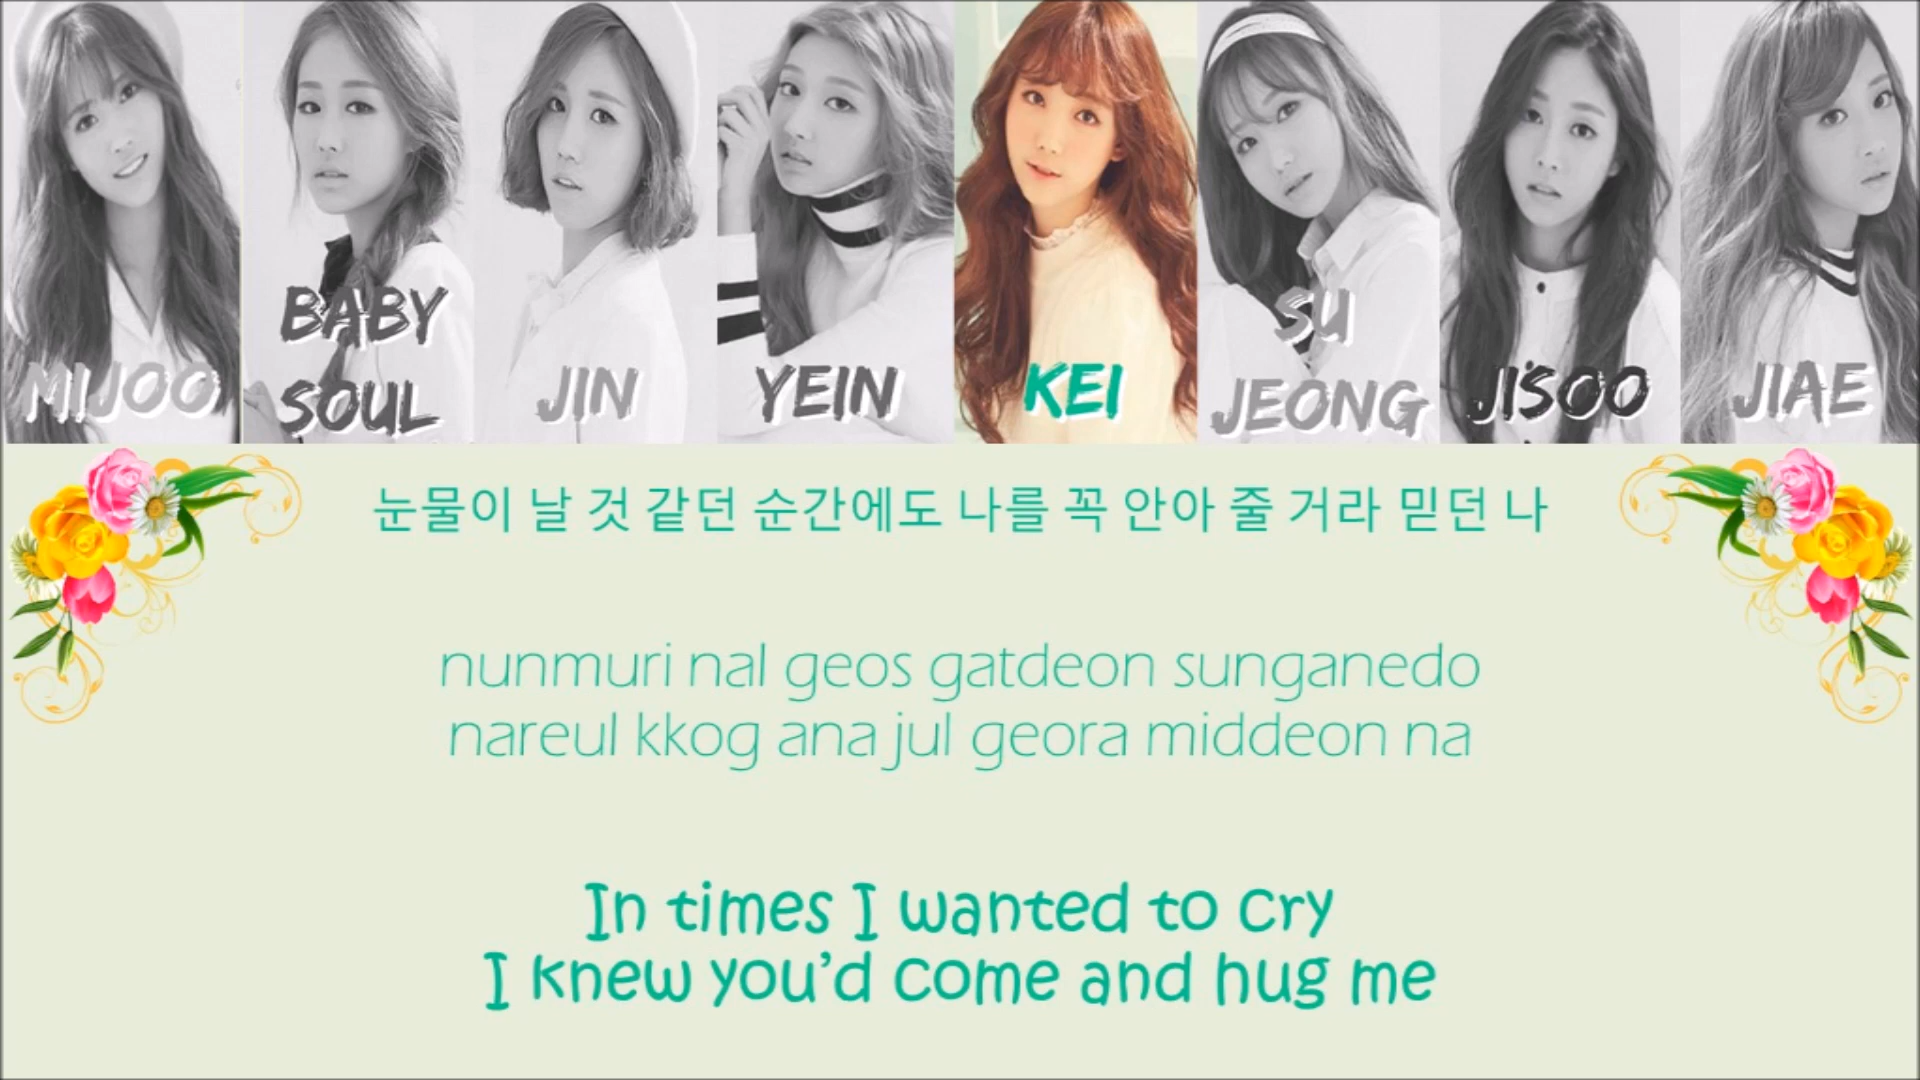 MIJOO
BABY
SOUL
JIN
YEIN
KEI
SU
JEONG
JISOO
JIAE
눈물이 날 것 같던 순간에도 나를 꼭 안아 줄 거라 믿던 나
nunmuri nal geos gatdeon sunganedo
nareul kkog ana jul geora middeon na
In times I wanted to cry
I knew you’d come and hug me